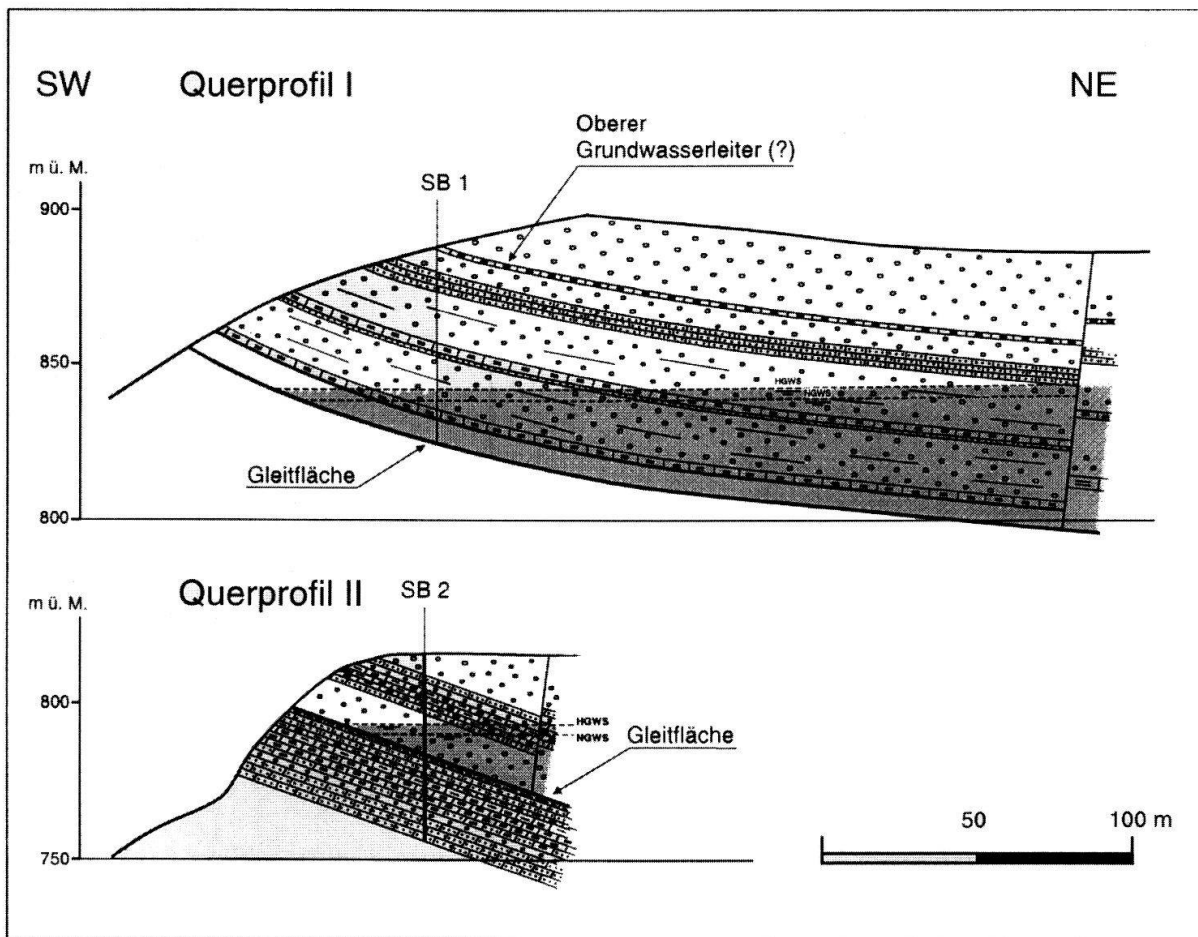 SW Querprofil I NE
Oberer
Grundwasserleiter (?)
m ü. M.
SB 1
900
850
HGWS
NGWS
Gleitfläche
800
Querprofil II SB 2
m ü. M.
800
HGWS
NGWS
Gleitfläche
50 100 m
750